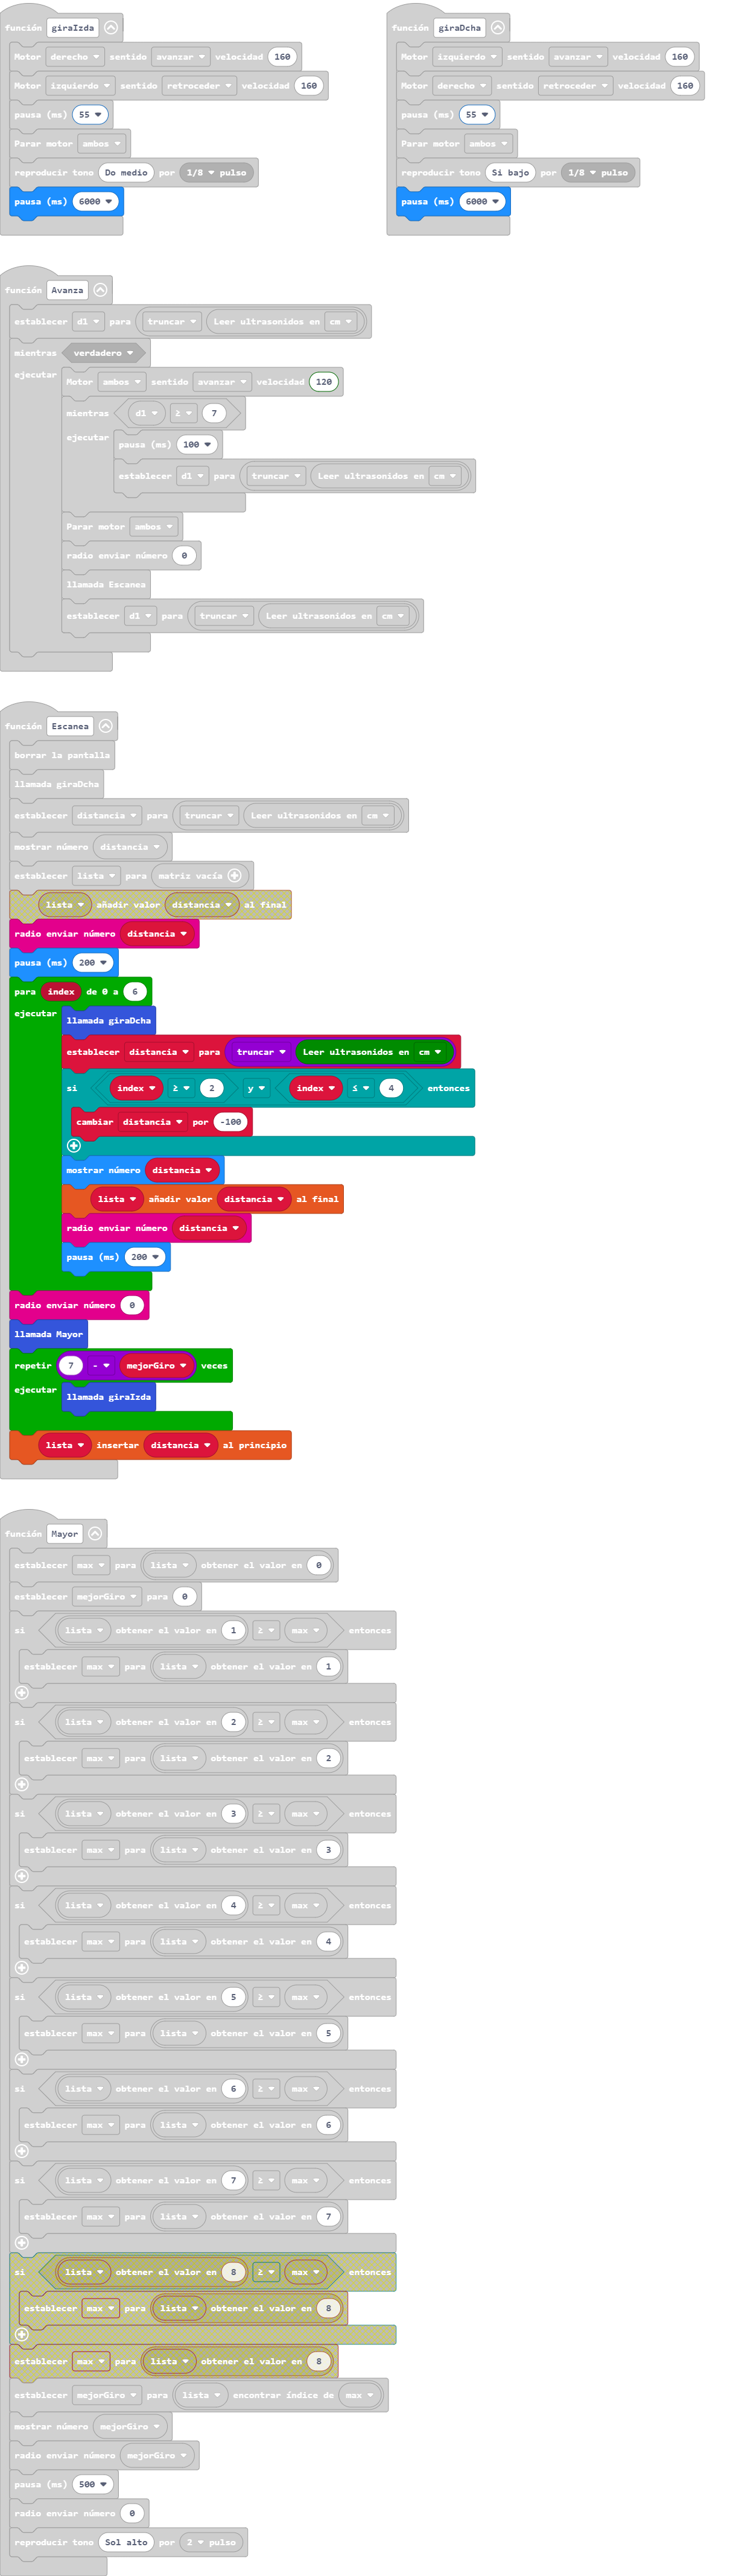 función giraIzda
Motor derecho sentido avanzar velocidad 160
Motor izquierdo sentido retroceder velocidad 160
pausa (ms) 55
Parar motor ambos
reproducir tono Do medio por 1/8 pulso
pausa (ms) 6000
función giraDcha
Motor izquierdo sentido avanzar velocidad 160
Motor derecho sentido retroceder velocidad 160
pausa (ms) 55
Parar motor ambos
reproducir tono Si bajo por 1/8 pulso
pausa (ms) 6000
función Avanza
establecer d1 para truncar Leer ultrasonidos en cm
mientras verdadero
ejecutar
Motor ambos sentido avanzar velocidad 120
mientras d1 ≥ 7
ejecutar
pausa (ms) 100
establecer d1 para truncar Leer ultrasonidos en cm
Parar motor ambos
radio enviar número 0
llamada Escanea
establecer d1 para truncar Leer ultrasonidos en cm
función Escanea
borrar la pantalla
llamada giraDcha
establecer distancia para truncar Leer ultrasonidos en cm
mostrar número distancia
establecer lista para matriz vacía
lista añadir valor distancia al final
radio enviar número distancia
pausa (ms) 200
para index de 0 a 6
ejecutar
llamada giraDcha
establecer distancia para truncar Leer ultrasonidos en cm
si index ≥ 2 y index ≤ 4 entonces
cambiar distancia por -100
mostrar número distancia
lista añadir valor distancia al final
radio enviar número distancia
pausa (ms) 200
radio enviar número 0
llamada Mayor
repetir 7 - mejorGiro veces
ejecutar
llamada giraIzda
lista insertar distancia al principio
función Mayor
establecer max para lista obtener el valor en 0
establecer mejorGiro para 0
si lista obtener el valor en 1 ≥ max entonces
establecer max para lista obtener el valor en 1
si lista obtener el valor en 2 ≥ max entonces
establecer max para lista obtener el valor en 2
si lista obtener el valor en 3 ≥ max entonces
establecer max para lista obtener el valor en 3
si lista obtener el valor en 4 ≥ max entonces
establecer max para lista obtener el valor en 4
si lista obtener el valor en 5 ≥ max entonces
establecer max para lista obtener el valor en 5
si lista obtener el valor en 6 ≥ max entonces
establecer max para lista obtener el valor en 6
si lista obtener el valor en 7 ≥ max entonces
establecer max para lista obtener el valor en 7
si lista obtener el valor en 8 ≥ max entonces
establecer max para lista obtener el valor en 8
establecer max para lista obtener el valor en 8
establecer mejorGiro para lista encontrar índice de max
mostrar número mejorGiro
radio enviar número mejorGiro
pausa (ms) 500
radio enviar número 0
reproducir tono Sol alto por 2 pulso